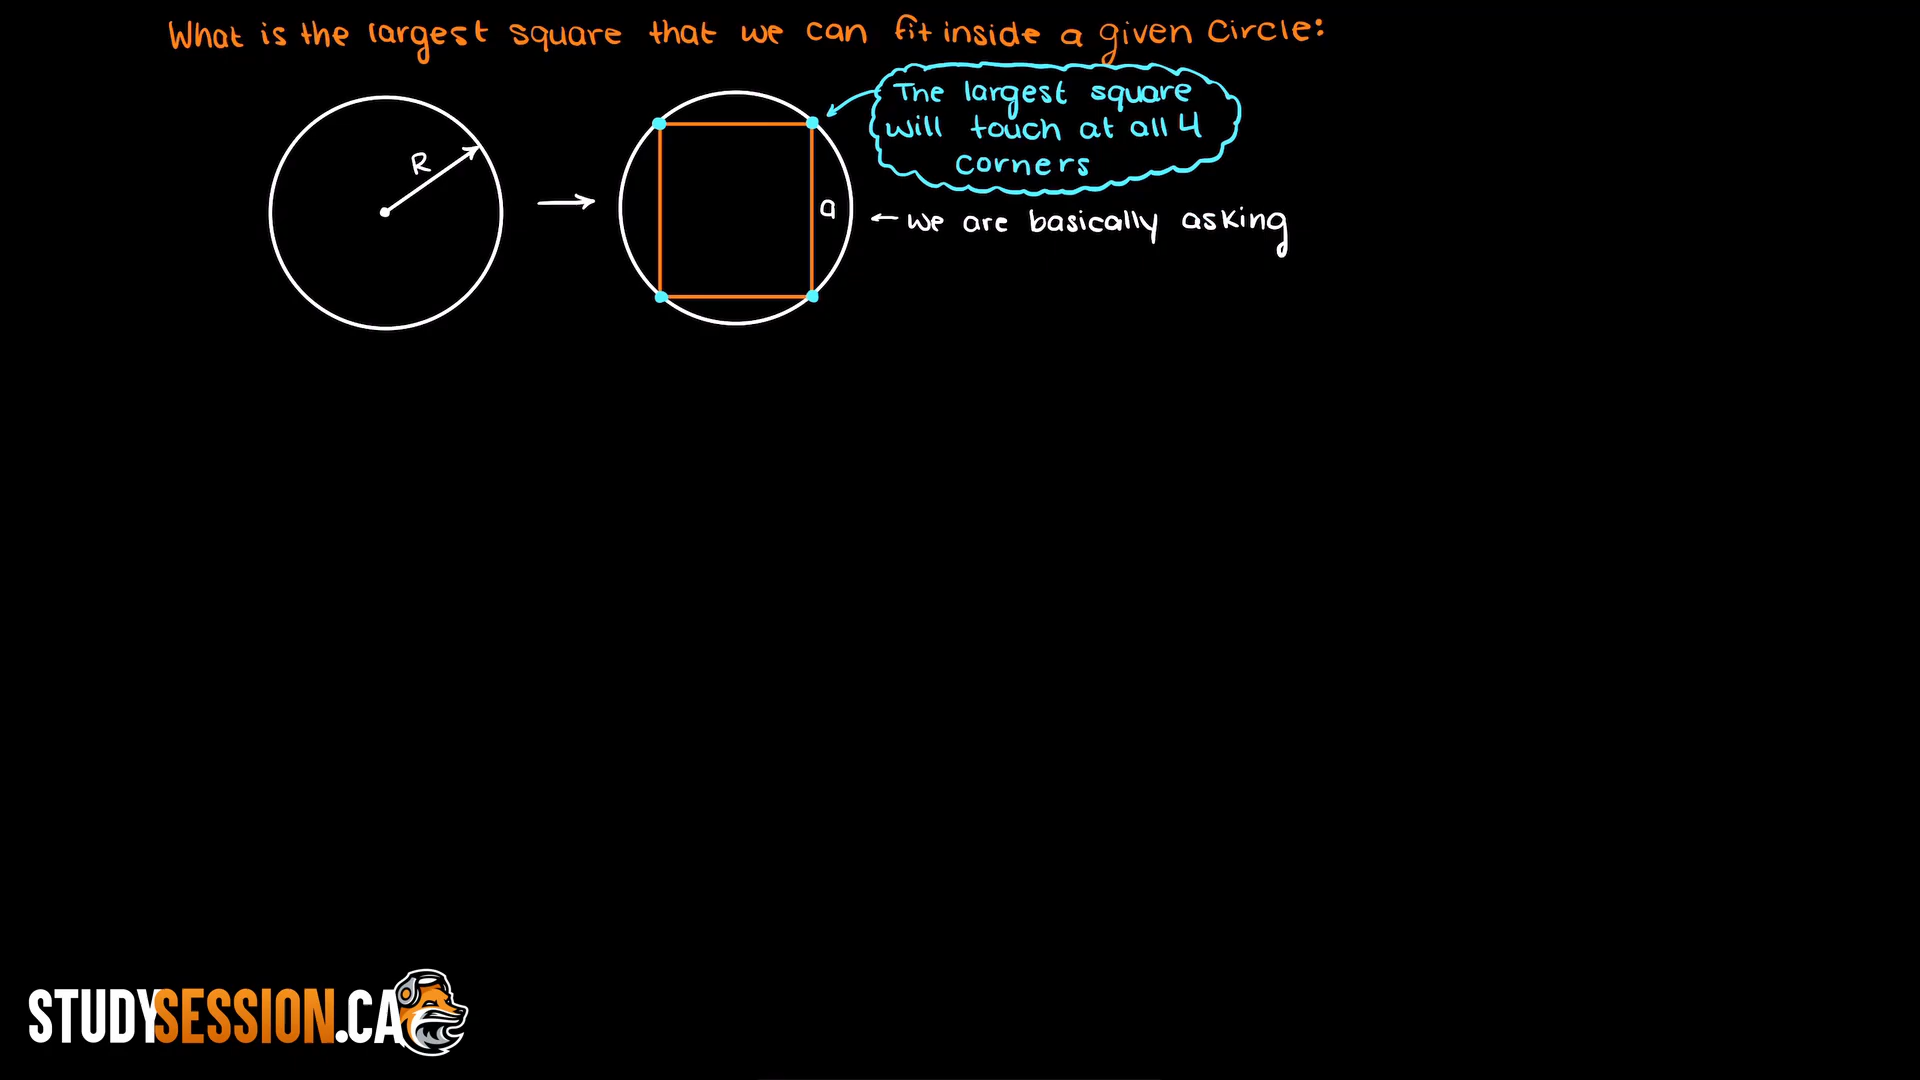 What is the largest square that we can fit inside a given circle:
The largest square
will touch at all 4
corners
R
a
← we are basically asking
STUDYSESSION.CA